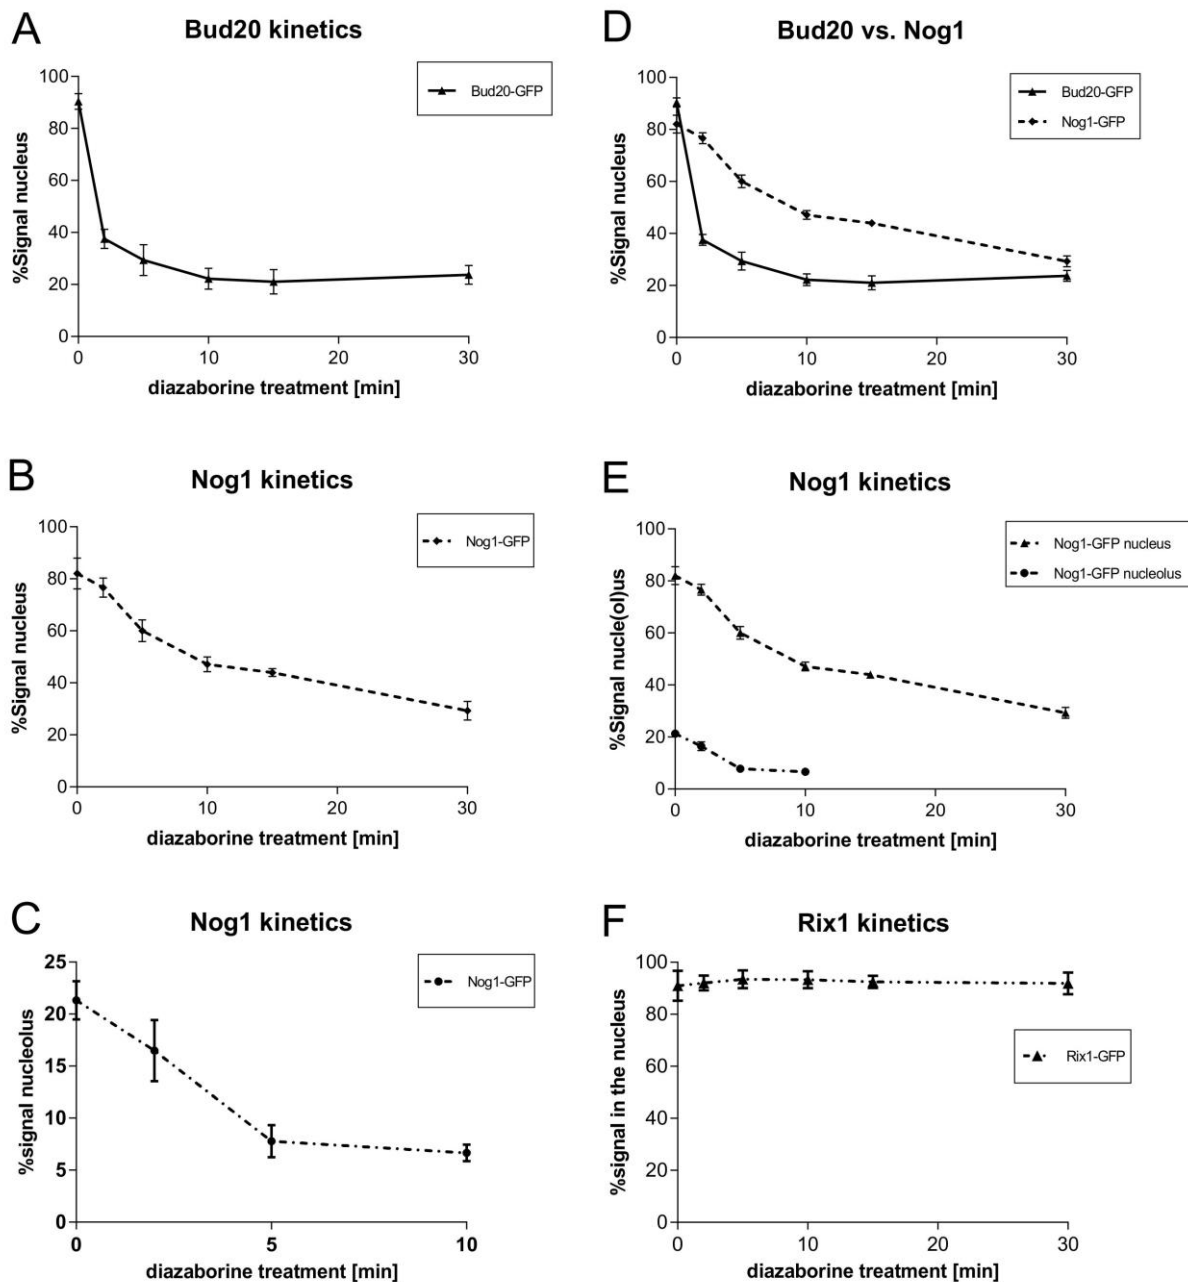 A
Bud20 kinetics
Bud20-GFP
100
80
60
40
20
0
%Signal nucleus
0 10 20 30
diazaborine treatment [min]
D
Bud20 vs. Nog1
Bud20-GFP
Nog1-GFP
100
80
60
40
20
0
%Signal nucleus
0 10 20 30
diazaborine treatment [min]
B
Nog1 kinetics
Nog1-GFP
100
80
60
40
20
0
%Signal nucleus
0 10 20 30
diazaborine treatment [min]
E
Nog1 kinetics
Nog1-GFP nucleus
Nog1-GFP nucleolus
100
80
60
40
20
0
%Signal nucle(ol)us
0 10 20 30
diazaborine treatment [min]
C
Nog1 kinetics
Nog1-GFP
25
20
15
10
5
0
%signal nucleolus
0 5 10
diazaborine treatment [min]
F
Rix1 kinetics
Rix1-GFP
100
80
60
40
20
0
%signal in the nucleus
0 10 20 30
diazaborine treatment [min]